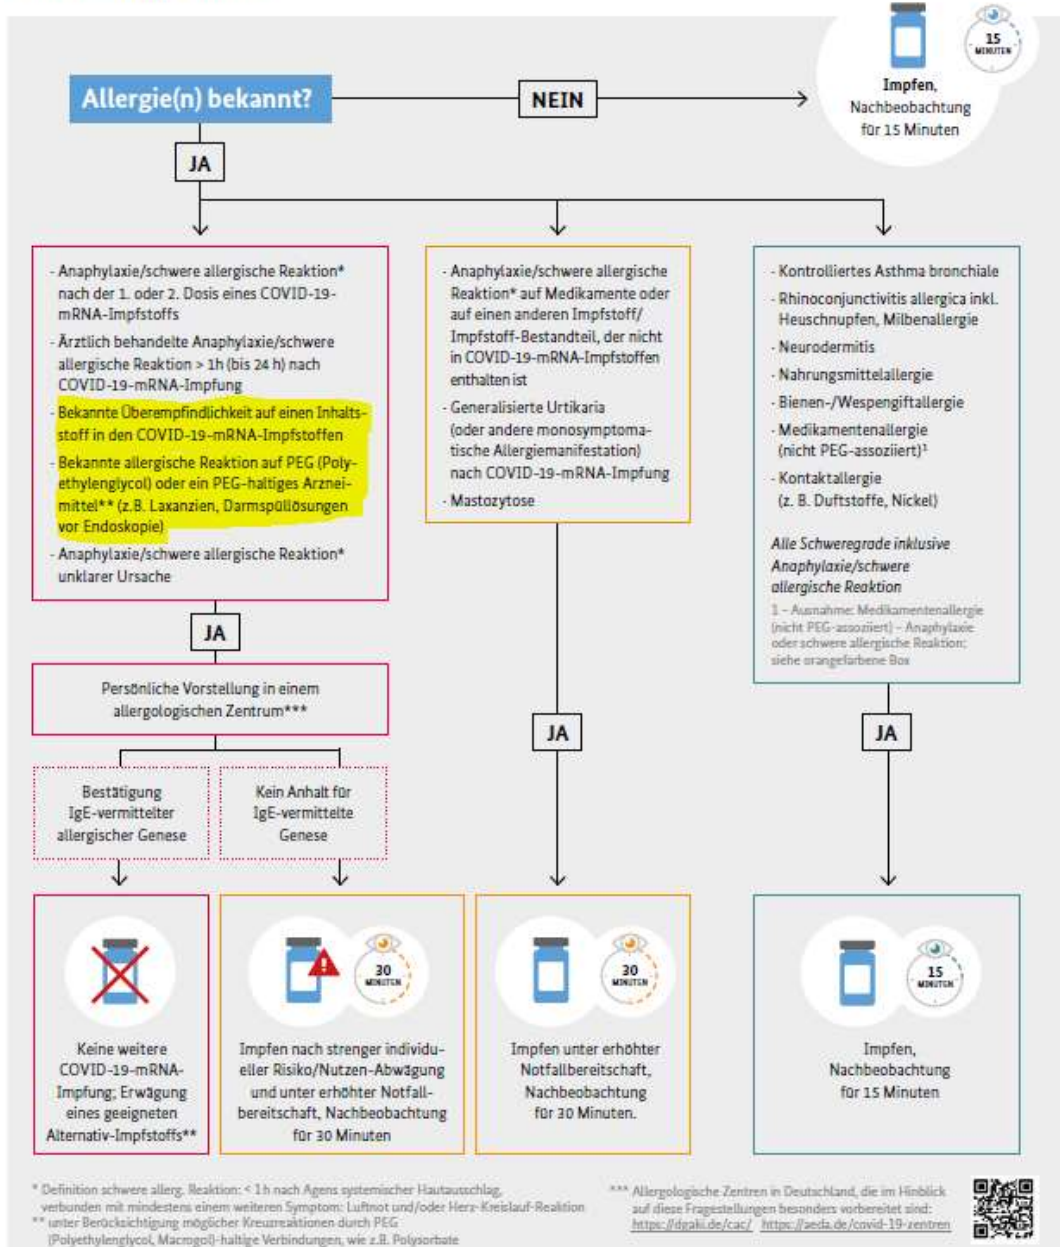 15
MINUTEN
Impfen,
Nachbeobachtung
für 15 Minuten
Allergie(n) bekannt?
NEIN
JA
- Anaphylaxie/schwere allergische Reaktion*
nach der 1. oder 2. Dosis eines COVID-19-
mRNA-Impfstoffs
- Ärztlich behandelte Anaphylaxie/schwere
allergische Reaktion > 1h (bis 24 h) nach
COVID-19-mRNA-Impfung
- Bekannte Überempfindlichkeit auf einen Inhalts-
stoff in den COVID-19-mRNA-Impfstoffen
- Bekannte allergische Reaktion auf PEG (Poly-
ethylenglycol) oder ein PEG-haltiges Arznei-
mittel** (z.B. Laxanzien, Darmspüllösungen
vor Endoskopie)
- Anaphylaxie/schwere allergische Reaktion*
unklarer Ursache
- Anaphylaxie/schwere allergische
Reaktion* auf Medikamente oder
auf einen anderen Impfstoff/
Impfstoff-Bestandteil, der nicht
in COVID-19-mRNA-Impfstoffen
enthalten ist
- Generalisierte Urtikaria
(oder andere monosymptoma-
tische Allergiemanifestation)
nach COVID-19-mRNA-Impfung
- Mastozytose
- Kontrolliertes Asthma bronchiale
- Rhinoconjunctivitis allergica inkl.
Heuschnupfen, Milbenallergie
- Neurodermitis
- Nahrungsmittelallergie
- Bienen-/Wespengiftallergie
- Medikamentenallergie
(nicht PEG-assoziiert)¹
- Kontaktallergie
(z. B. Duftstoffe, Nickel)
Alle Schweregrade inklusive
Anaphylaxie/schwere
allergische Reaktion
1 – Ausnahme: Medikamentenallergie
(nicht PEG-assoziiert) – Anaphylaxie
oder schwere allergische Reaktion;
siehe orangefarbene Box
JA
Persönliche Vorstellung in einem
allergologischen Zentrum***
JA
JA
Bestätigung
IgE-vermittelter
allergischer Genese
Kein Anhalt für
IgE-vermittelte
Genese
Keine weitere
COVID-19-mRNA-
Impfung; Erwägung
eines geeigneten
Alternativ-Impfstoffs**
30
MINUTEN
Impfen nach strenger individu-
eller Risiko/Nutzen-Abwägung
und unter erhöhter Notfall-
bereitschaft, Nachbeobachtung
für 30 Minuten
30
MINUTEN
Impfen unter erhöhter
Notfallbereitschaft,
Nachbeobachtung
für 30 Minuten.
15
MINUTEN
Impfen,
Nachbeobachtung
für 15 Minuten
* Definition schwere allerg. Reaktion: < 1h nach Agens systemischer Hautausschlag,
verbunden mit mindestens einem weiteren Symptom: Luftnot und/oder Herz-Kreislauf-Reaktion
** unter Berücksichtigung möglicher Kreuzreaktionen durch PEG
(Polyethylenglycol, Macrogol)-haltige Verbindungen, wie z.B. Polysorbate
*** Allergologische Zentren in Deutschland, die im Hinblick
auf diese Fragestellungen besonders vorbereitet sind:
https://dgaki.de/cac/ https://aeda.de/covid-19-zentren